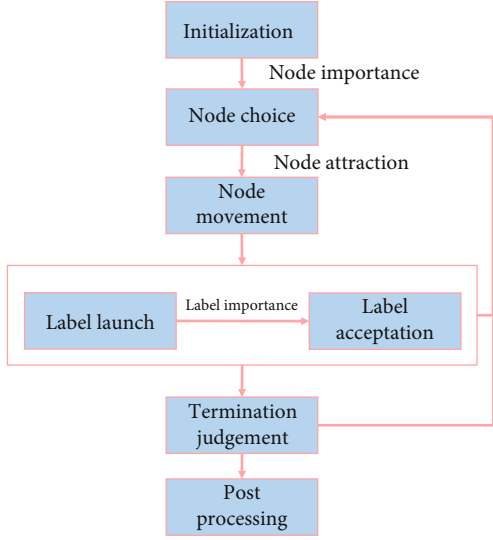 Initialization
Node importance
Node choice
Node attraction
Node
movement
Label launch
Label importance
Label
acceptation
Termination
judgement
Post
processing